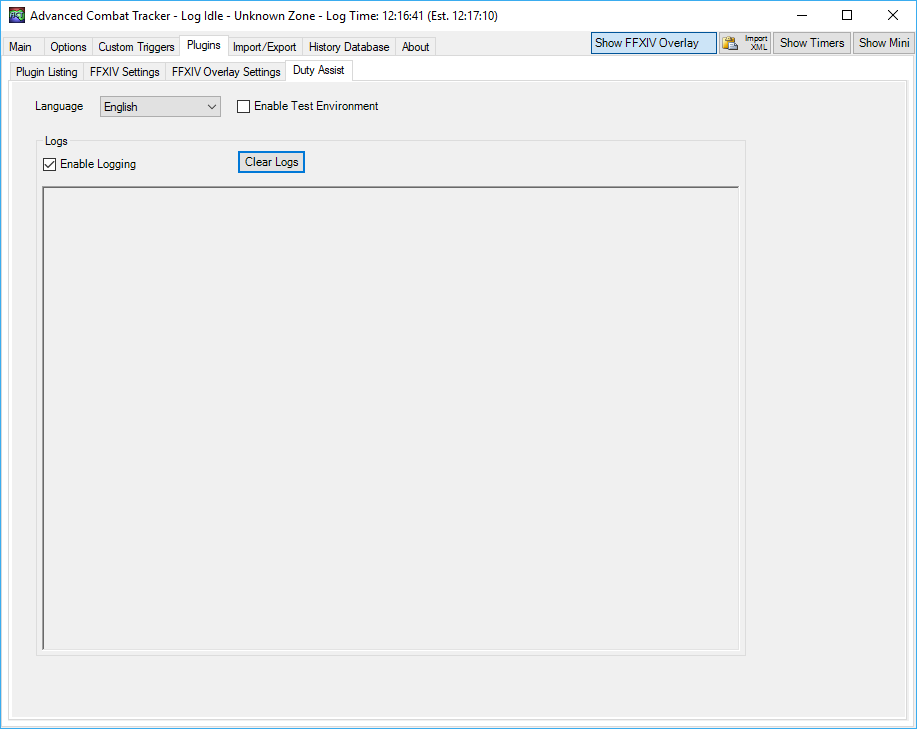 Advanced Combat Tracker - Log Idle - Unknown Zone - Log Time: 12:16:41 (Est. 12:17:10)
Main Options Custom Triggers Plugins Import/Export History Database About Show FFXIV Overlay Import XML Show Timers Show Mini
Plugin Listing FFXIV Settings FFXIV Overlay Settings Duty Assist
Language English Enable Test Environment
Logs
Enable Logging Clear Logs